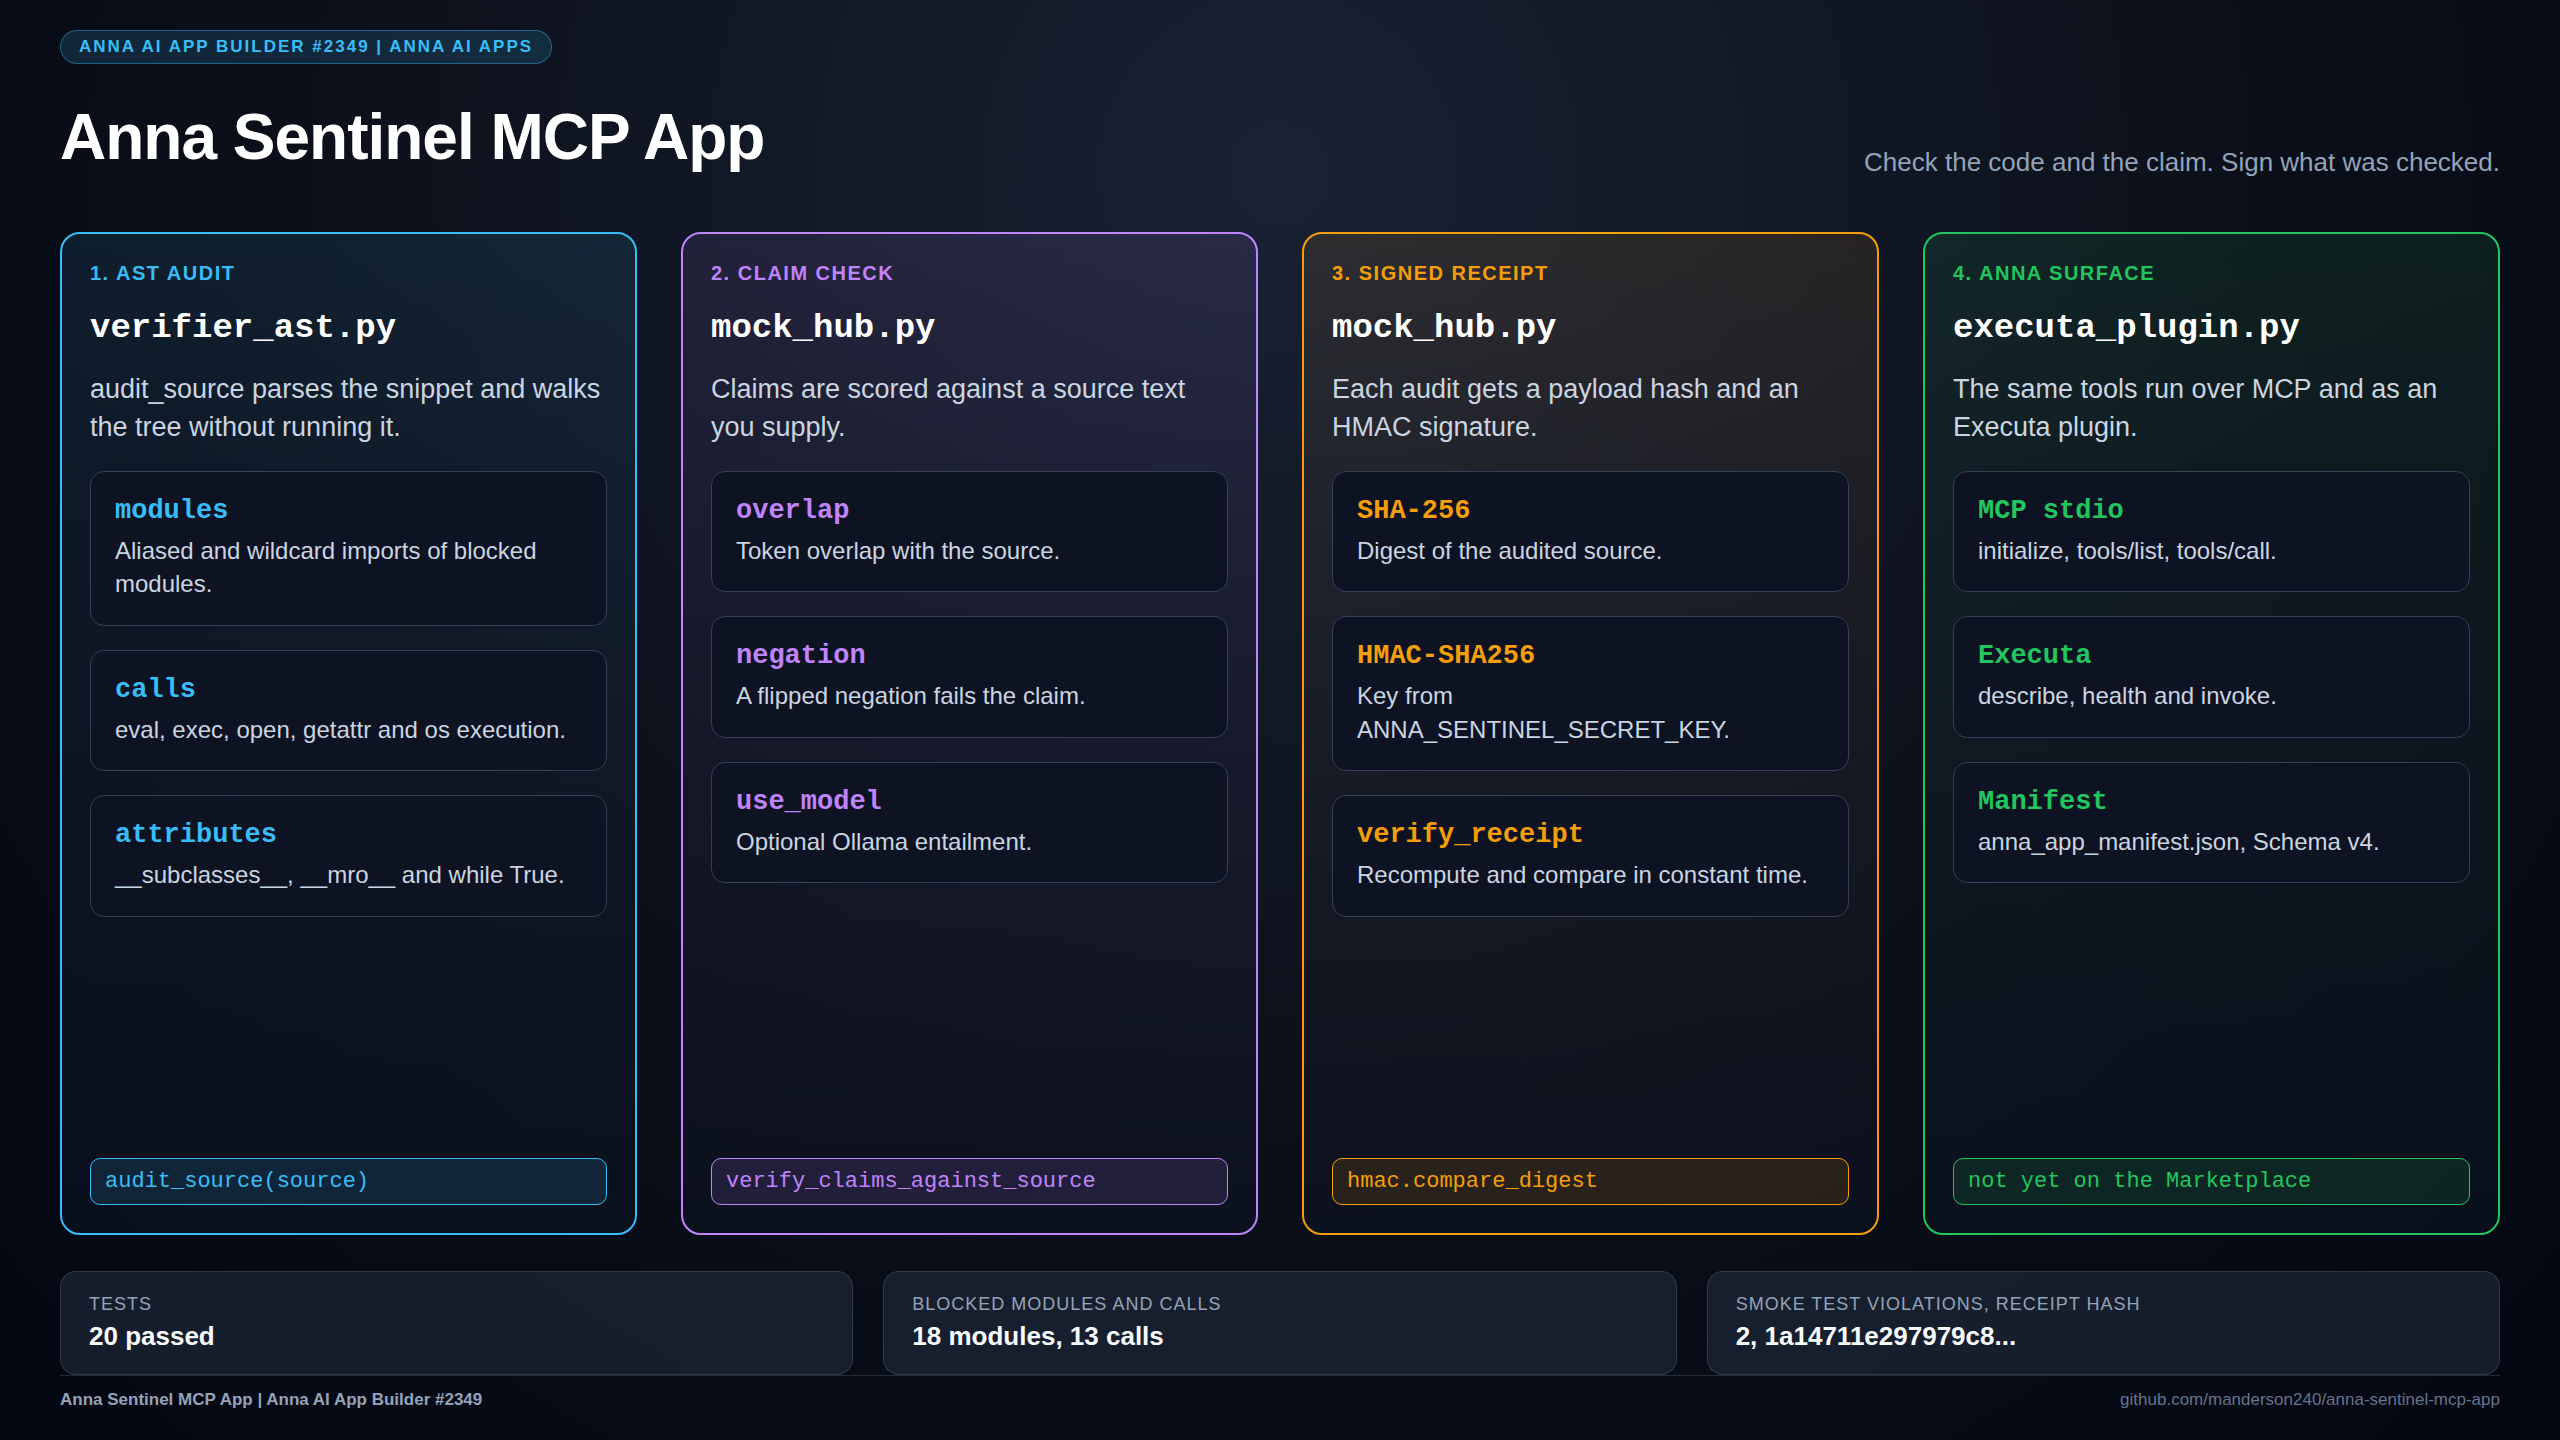 ANNA AI APP BUILDER #2349 | ANNA AI APPS
Anna Sentinel MCP App
Check the code and the claim. Sign what was checked.
1. AST AUDIT
verifier_ast.py
audit_source parses the snippet and walks
the tree without running it.
modules
Aliased and wildcard imports of blocked
modules.
calls
eval, exec, open, getattr and os execution.
attributes
__subclasses__, __mro__ and while True.
audit_source(source)
2. CLAIM CHECK
mock_hub.py
Claims are scored against a source text
you supply.
overlap
Token overlap with the source.
negation
A flipped negation fails the claim.
use_model
Optional Ollama entailment.
verify_claims_against_source
3. SIGNED RECEIPT
mock_hub.py
Each audit gets a payload hash and an
HMAC signature.
SHA-256
Digest of the audited source.
HMAC-SHA256
Key from
ANNA_SENTINEL_SECRET_KEY.
verify_receipt
Recompute and compare in constant time.
hmac.compare_digest
4. ANNA SURFACE
executa_plugin.py
The same tools run over MCP and as an
Executa plugin.
MCP stdio
initialize, tools/list, tools/call.
Executa
describe, health and invoke.
Manifest
anna_app_manifest.json, Schema v4.
not yet on the Marketplace
TESTS
20 passed
BLOCKED MODULES AND CALLS
18 modules, 13 calls
SMOKE TEST VIOLATIONS, RECEIPT HASH
2, 1a14711e297979c8...
Anna Sentinel MCP App | Anna AI App Builder #2349
github.com/manderson240/anna-sentinel-mcp-app